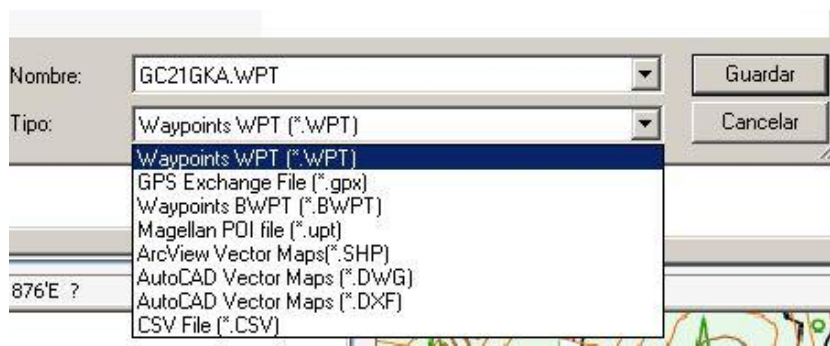 Nombre: GC21GKA.WPT Guardar
Tipo: Waypoints WPT (*.WPT) Cancelar
Waypoints WPT (*.WPT)
GPS Exchange File (*.gpx)
Waypoints BWPT (*.BWPT)
Magellan POI file (*.upt)
ArcView Vector Maps(*.SHP)
AutoCAD Vector Maps (*.DWG)
876'E ?
AutoCAD Vector Maps (*.DXF)
CSV File (*.CSV)